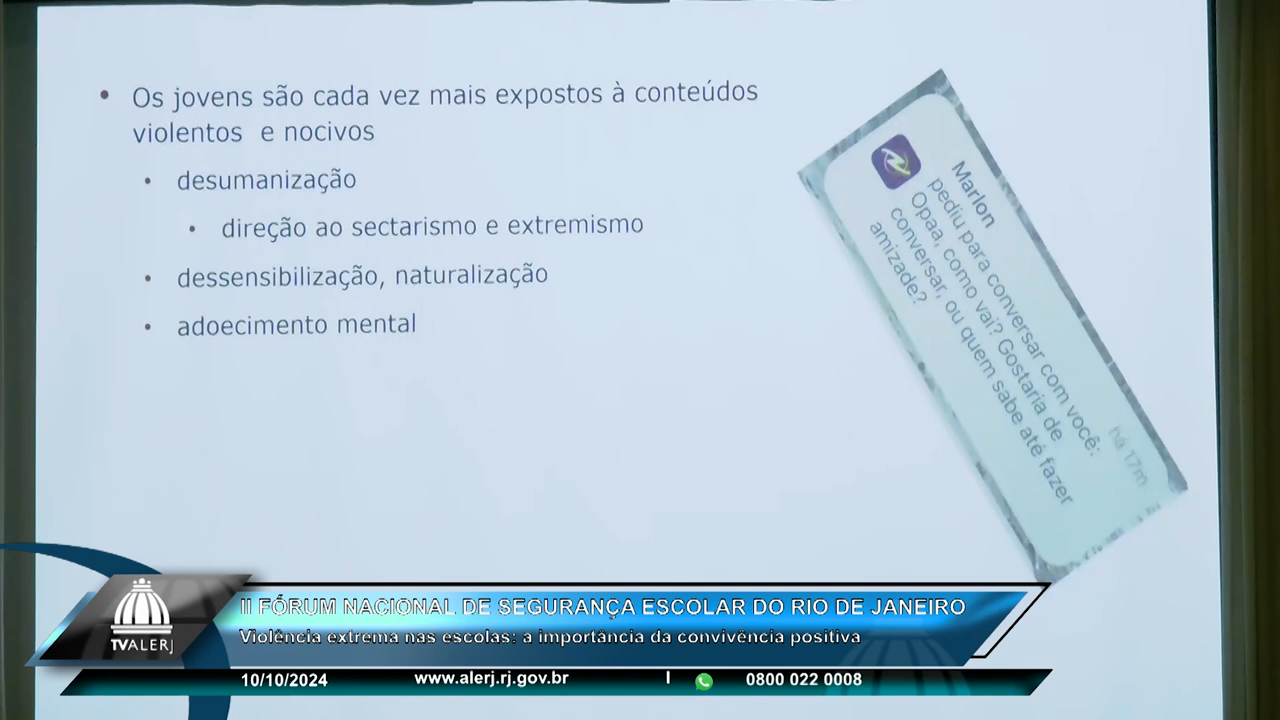 • Os jovens são cada vez mais expostos à conteúdos
violentos e nocivos
• desumanização
• direção ao sectarismo e extremismo
• dessensibilização, naturalização
• adoecimento mental
Marlon
há 17m
pediu para conversar com você:
Opaa, como vai? Gostaria de
conversar, ou quem sabe até fazer
amizade?
II FÓRUM NACIONAL DE SEGURANÇA ESCOLAR DO RIO DE JANEIRO
Violência extrema nas escolas: a importância da convivência positiva
TVALERJ
10/10/2024 www.alerj.rj.gov.br | 0800 022 0008